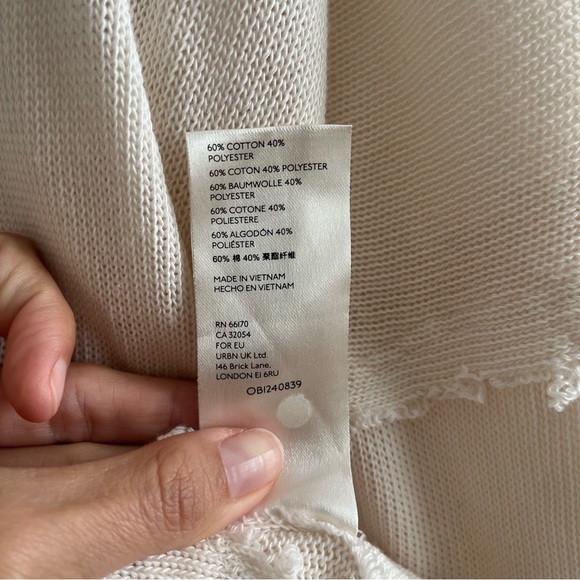 60% COTTON 40%
POLYESTER
60% COTON 40% POLYESTER
60% BAUMWOLLE 40%
POLYESTER
60% COTONE 40%
POLIESTERE
60% ALGODÓN 40%
POLIÉSTER
60% 棉 40% 聚酯纤维
MADE IN VIETNAM
HECHO EN VIETNAM
RN 66170
CA 32054
FOR EU
URBN UK Ltd.
146 Brick Lane,
LONDON E1 6RU
OB1240839